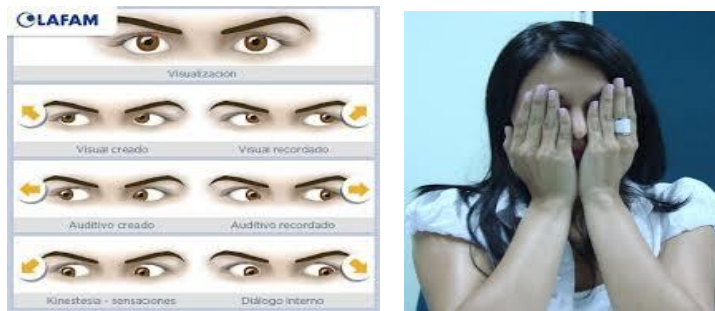 LAFAM
Visualización
Visual creado Visual recordado
Auditivo creado Auditivo recordado
Kinestesia - sensaciones Diálogo interno